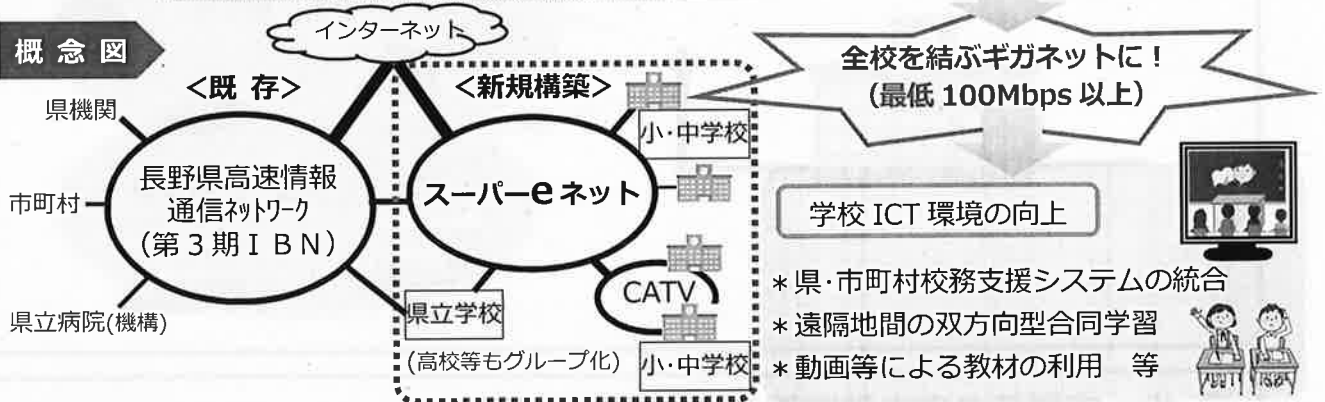 概念図
インターネット
<既 存>
<新規構築>
県機関
市町村
県立病院(機構)
長野県高速情報
通信ネットワーク
(第3期ＩＢＮ)
スーパーeネット
小・中学校
CATV
県立学校
(高校等もグループ化)
小・中学校
全校を結ぶギガネットに！
(最低 100Mbps 以上)
学校 ICT 環境の向上
＊県・市町村校務支援システムの統合
＊遠隔地間の双方向型合同学習
＊動画等による教材の利用　等